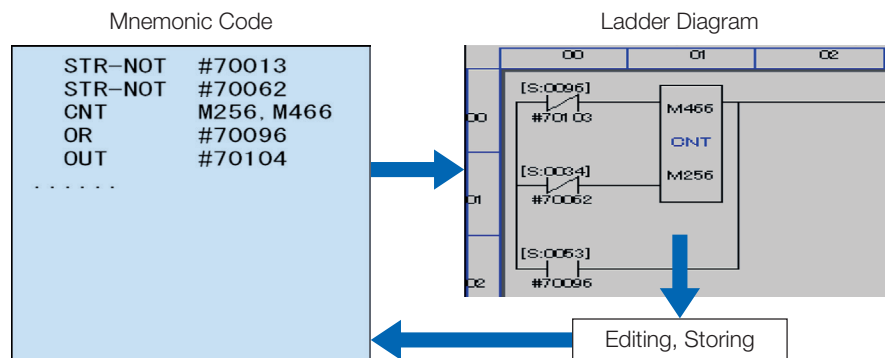 Mnemonic Code
STR-NOT #70013
STR-NOT #70062
CNT M256, M466
OR #70096
OUT #70104
......
Ladder Diagram
00 01 02
00
[S:0096]
#70103
M466
CNT
M256
01
[S:0034]
#70062
02
[S:0053]
#70096
Editing, Storing